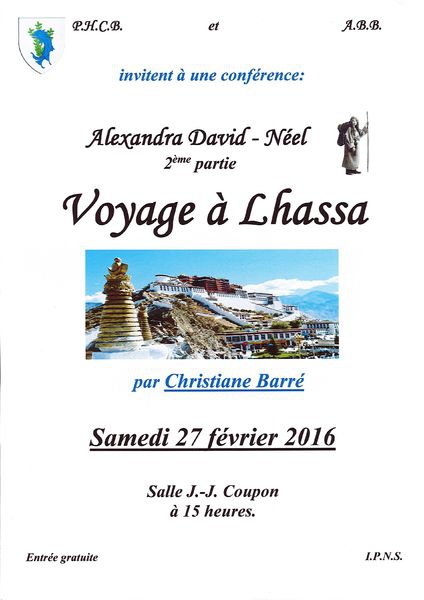 P.H.C.B. et A.B.B.
invitent à une conférence:
Alexandra David - Néel
2ème partie
Voyage à Lhassa
par Christiane Barré
Samedi 27 février 2016
Salle J.-J. Coupon
à 15 heures.
Entrée gratuite I.P.N.S.